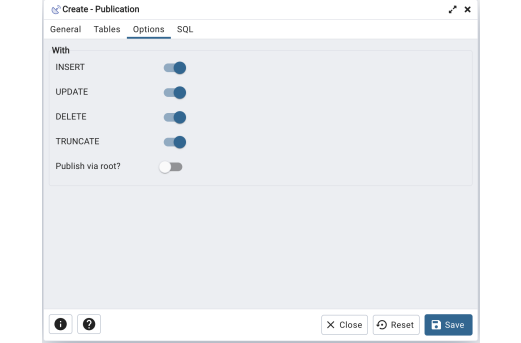 Create - Publication
General Tables Options SQL
With
INSERT
UPDATE
DELETE
TRUNCATE
Publish via root?
Close Reset Save